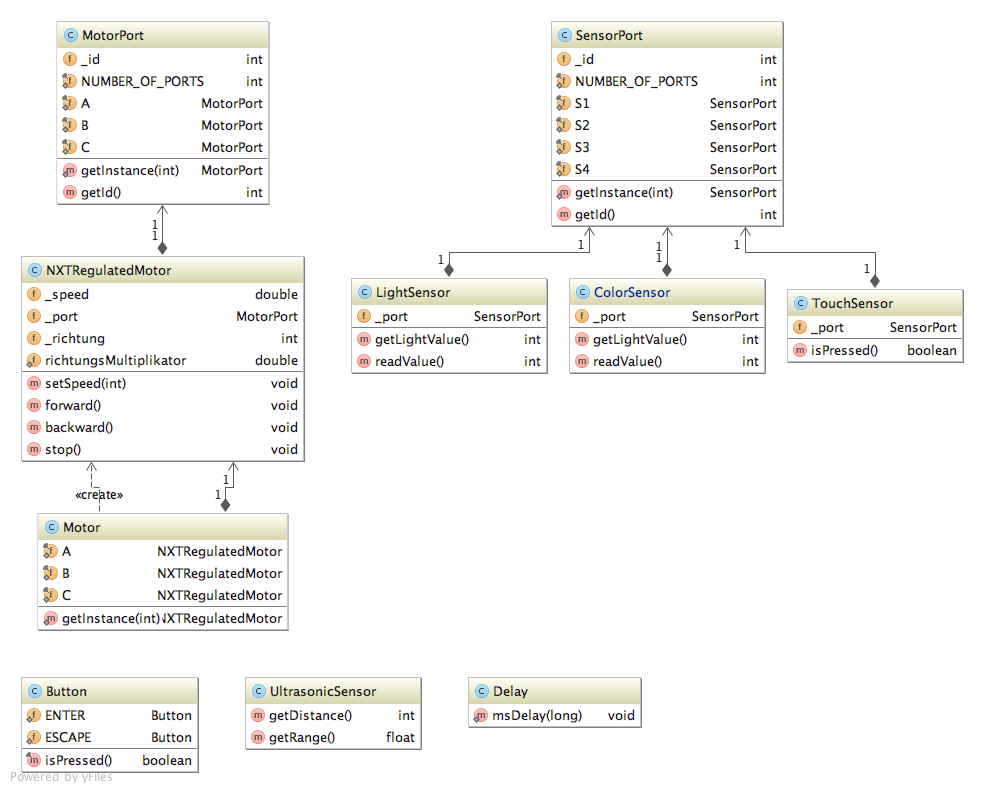 MotorPort
_id int
NUMBER_OF_PORTS int
A MotorPort
B MotorPort
C MotorPort
getInstance(int) MotorPort
getId() int
SensorPort
_id int
NUMBER_OF_PORTS int
S1 SensorPort
S2 SensorPort
S3 SensorPort
S4 SensorPort
getInstance(int) SensorPort
getId() int
1
1
1
1
1
1
1
1
NXTRegulatedMotor
_speed double
_port MotorPort
_richtung int
richtungsMultiplikator double
setSpeed(int) void
forward() void
backward() void
stop() void
LightSensor
_port SensorPort
getLightValue() int
readValue() int
ColorSensor
_port SensorPort
getLightValue() int
readValue() int
TouchSensor
_port SensorPort
isPressed() boolean
«create»
1
1
Motor
A NXTRegulatedMotor
B NXTRegulatedMotor
C NXTRegulatedMotor
getInstance(int) NXTRegulatedMotor
Button
ENTER Button
ESCAPE Button
isPressed() boolean
UltrasonicSensor
getDistance() int
getRange() float
Delay
msDelay(long) void
Powered by yFiles